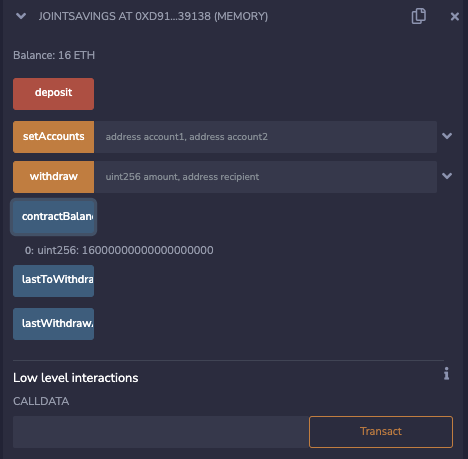 JOINTSAVINGS AT 0XD91...39138 (MEMORY)
Balance: 16 ETH
deposit
setAccounts address account1, address account2
withdraw uint256 amount, address recipient
contractBalan
0: uint256: 16000000000000000000
lastToWithdra
lastWithdraw
Low level interactions
CALLDATA
Transact